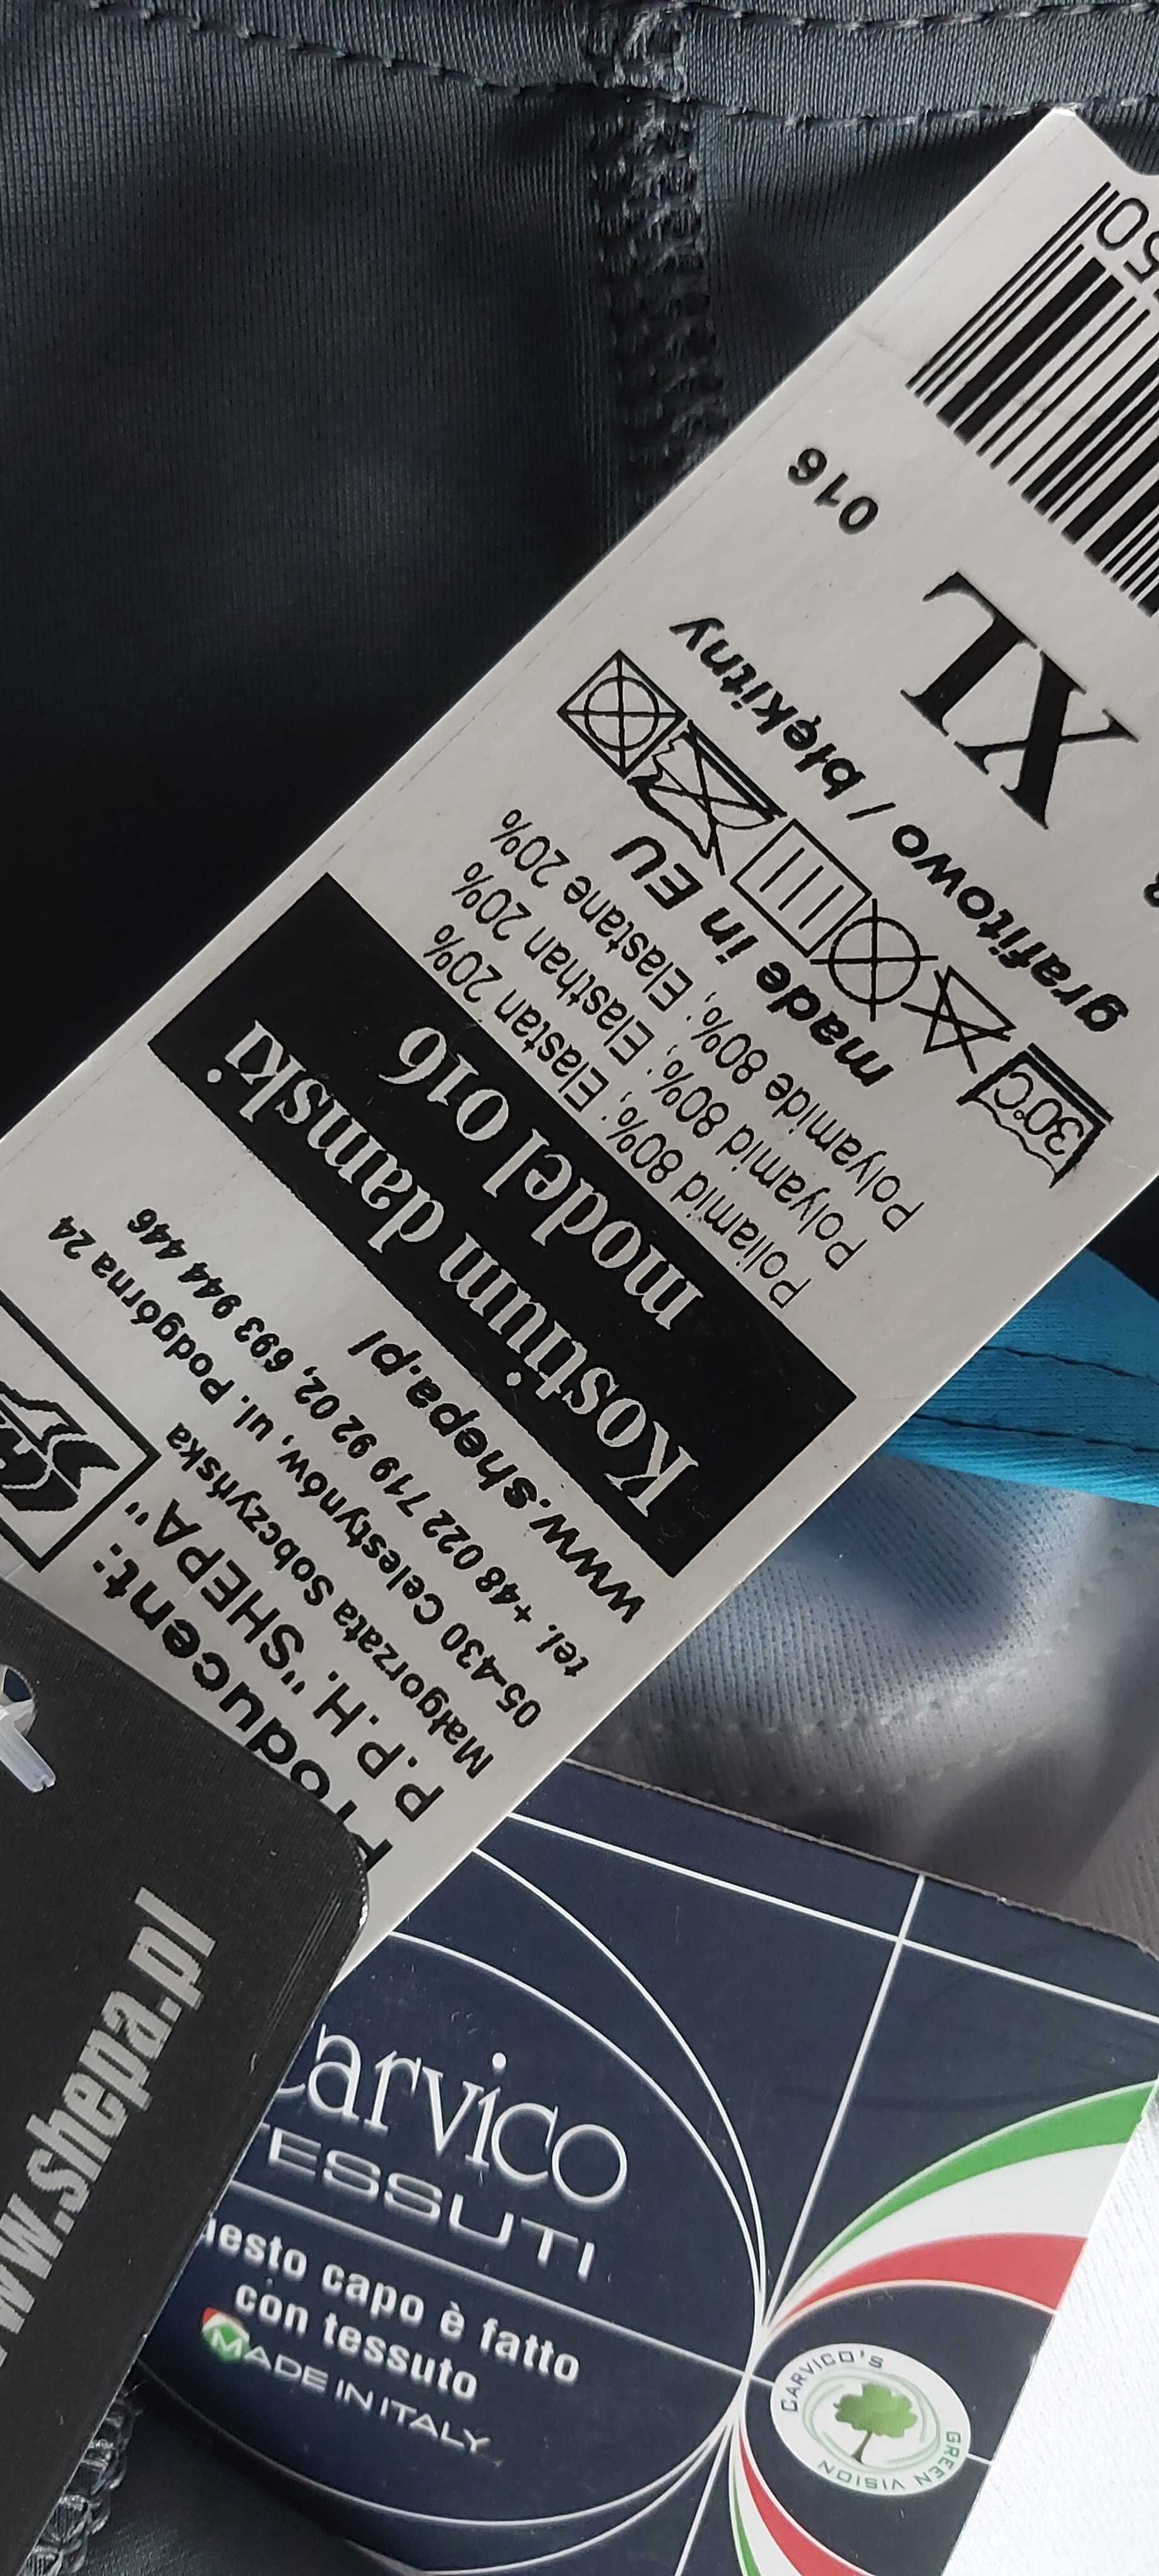 Producent:
P.P.H. "SHEPA"
Małgorzata Sobczyńska
05-430 Celestynów, ul. Podgórna 24
tel. +48 022 719 92 02, 693 944 446
www.shepa.pl
Kostium damski
model 016
Poliamid 80%; Elastan 20%
Polyamid 80%; Elasthan 20%
Polyamide 80%; Elastane 20%
made in EU
30°C
grafitowo / błękitny
XL
016
50
www.shepa.pl
carvico
TESSUTI
questo capo è fatto
con tessuto
MADE IN ITALY
CARVICO'S
GREEN VISION